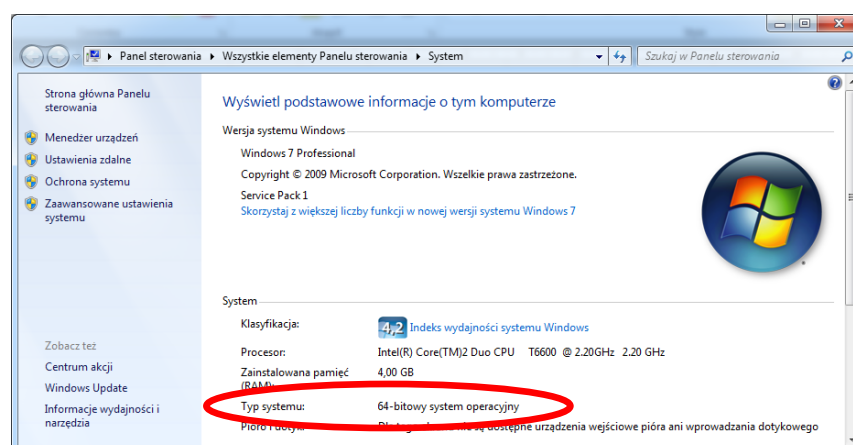 Panel sterowania Wszystkie elementy Panelu sterowania System
Szukaj w Panelu sterowania
Strona główna Panelu
sterowania
Menedżer urządzeń
Ustawienia zdalne
Ochrona systemu
Zaawansowane ustawienia
systemu
Zobacz też
Centrum akcji
Windows Update
Informacje wydajności i
narzędzia
Wyświetl podstawowe informacje o tym komputerze
Wersja systemu Windows
Windows 7 Professional
Copyright © 2009 Microsoft Corporation. Wszelkie prawa zastrzeżone.
Service Pack 1
Skorzystaj z większej liczby funkcji w nowej wersji systemu Windows 7
System
Klasyfikacja: 4,2 Indeks wydajności systemu Windows
Procesor: Intel(R) Core(TM)2 Duo CPU T6600 @ 2.20GHz 2.20 GHz
Zainstalowana pamięć 4,00 GB
(RAM):
Typ systemu: 64-bitowy system operacyjny
Pióro i dotyk: są dostępne urządzenia wejściowe pióra ani wprowadzania dotykowego